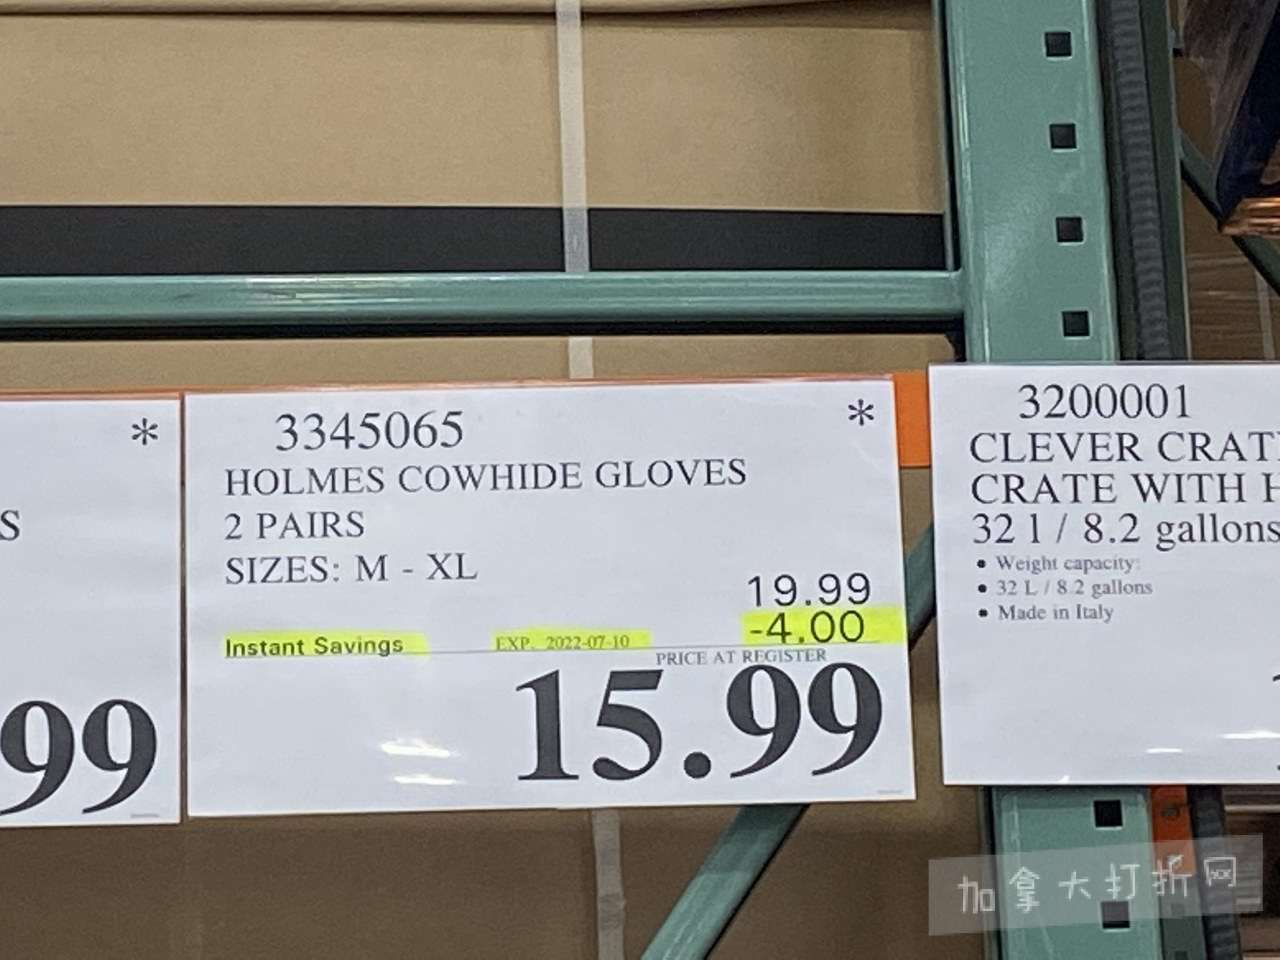 *
S
99
3345065
*
HOLMES COWHIDE GLOVES
2 PAIRS
SIZES: M - XL
19.99
-4.00
Instant Savings EXP. 2022-07-10
PRICE AT REGISTER
15.99
3200001
CLEVER CRAT
CRATE WITH H
32 l / 8.2 gallons
• Weight capacity:
• 32 L / 8.2 gallons
• Made in Italy
加拿大打折网